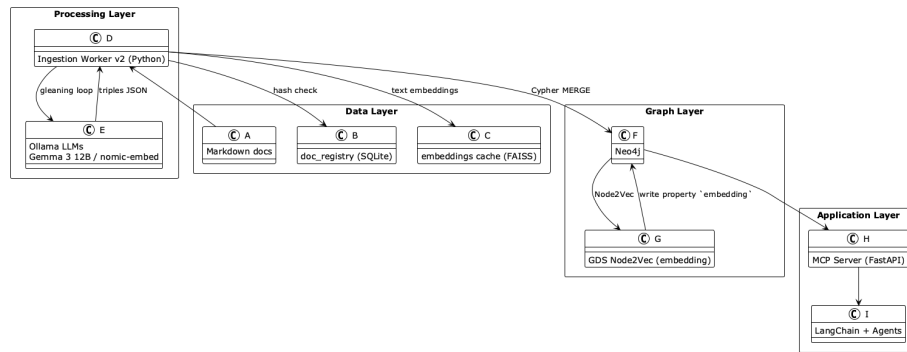 Processing Layer
C D
Ingestion Worker v2 (Python)
gleaning loop
triples JSON
hash check
text embeddings
Cypher MERGE
C E
Ollama LLMs
Gemma 3 12B / nomic-embed
Data Layer
C A
Markdown docs
C B
doc_registry (SQLite)
C C
embeddings cache (FAISS)
Graph Layer
C F
Neo4j
Node2Vec
write property `embedding`
C G
GDS Node2Vec (embedding)
Application Layer
C H
MCP Server (FastAPI)
C I
LangChain + Agents